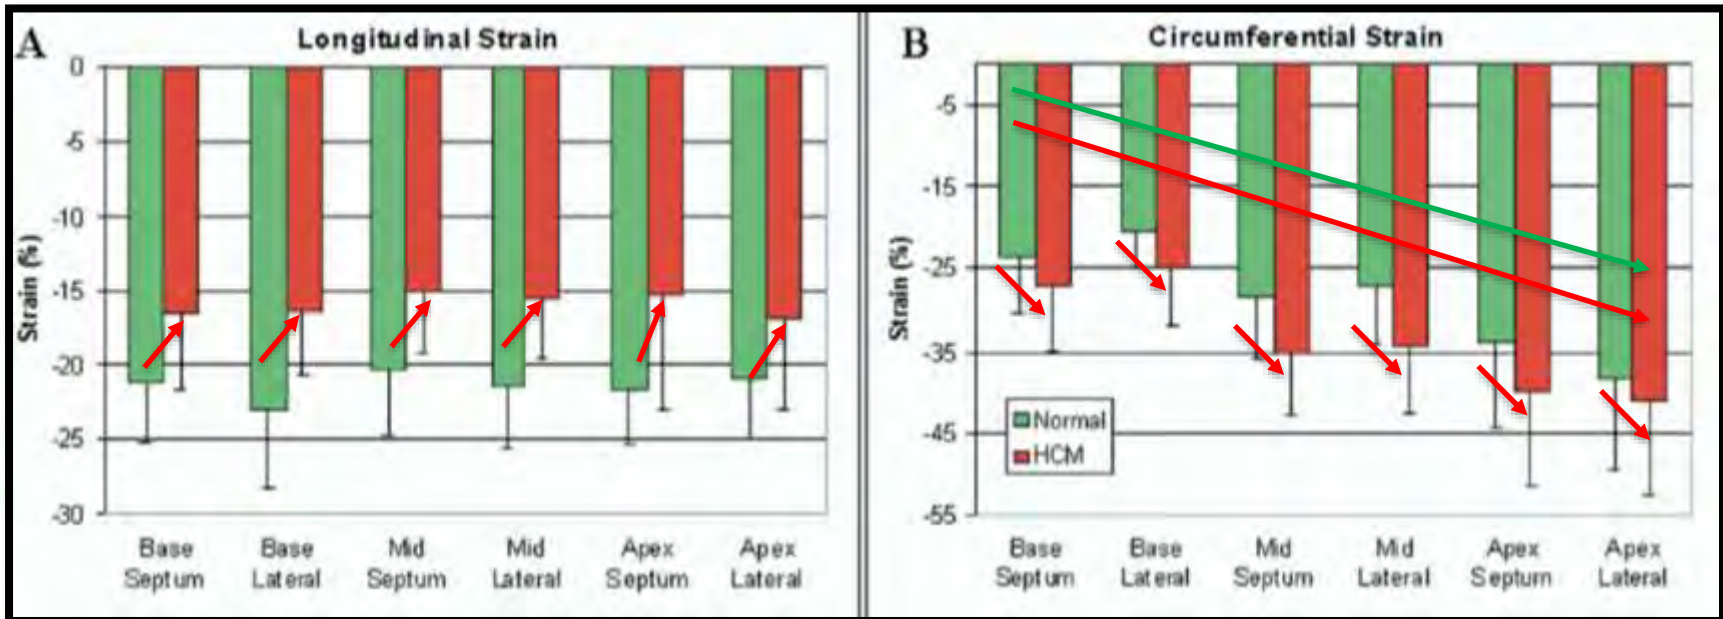 A
Longitudinal Strain
Strain (%)
0
-5
-10
-15
-20
-25
-30
Base Septum
Base Lateral
Mid Septum
Mid Lateral
Apex Septum
Apex Lateral
B
Circumferential Strain
Strain (%)
-5
-15
-25
-35
-45
-55
Normal
HCM
Base Septum
Base Lateral
Mid Septum
Mid Lateral
Apex Septum
Apex Lateral